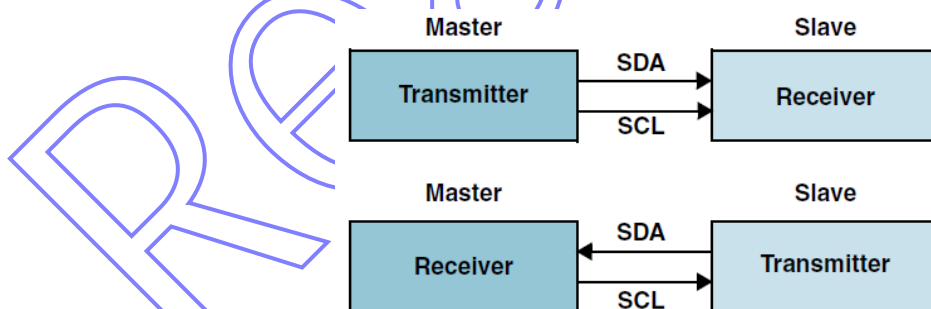 Master Slave
SDA
Transmitter Receiver
SCL
Master Slave
SDA
Receiver Transmitter
SCL